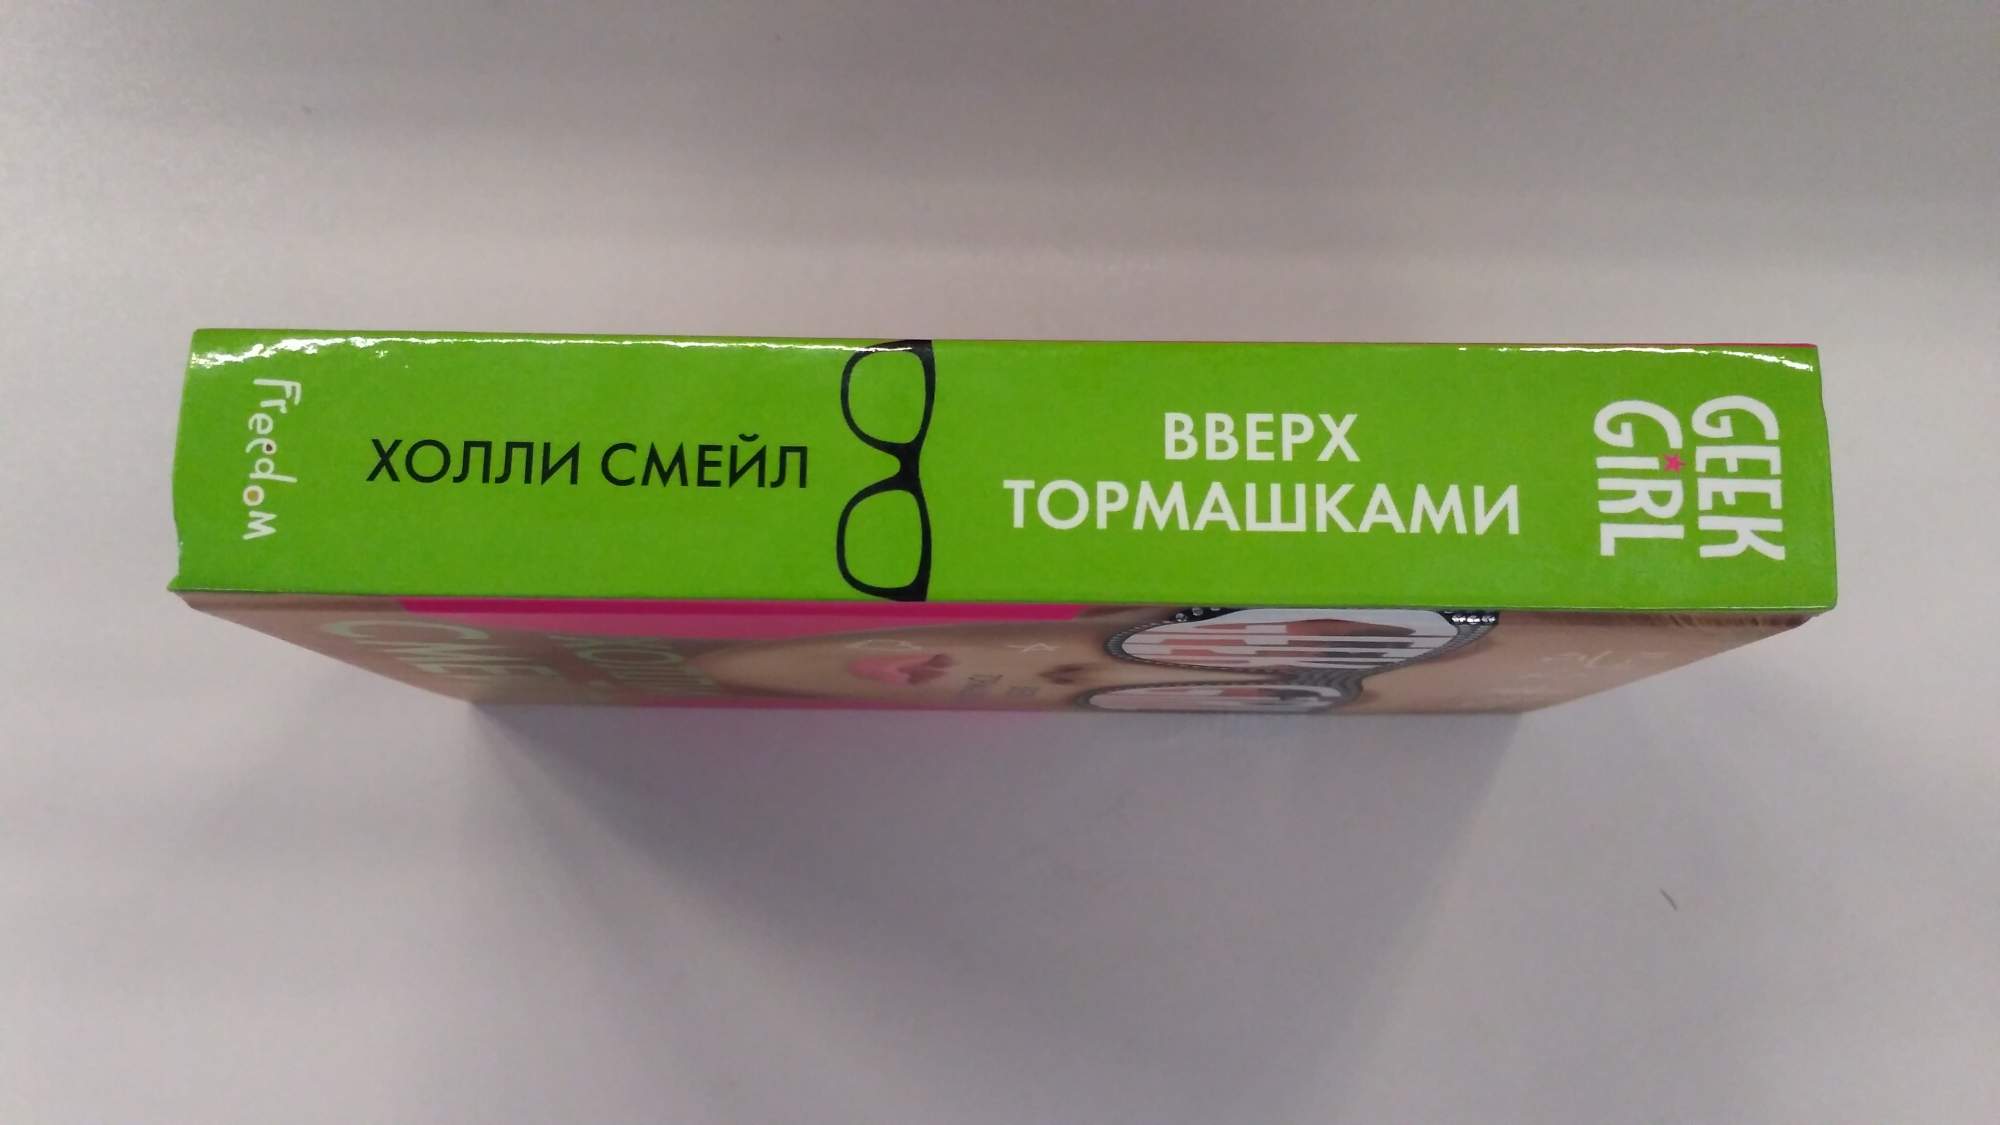 Freedom
ХОЛЛИ СМЕЙЛ
ВВЕРХ
ТОРМАШКАМИ
GEEK
GIRL